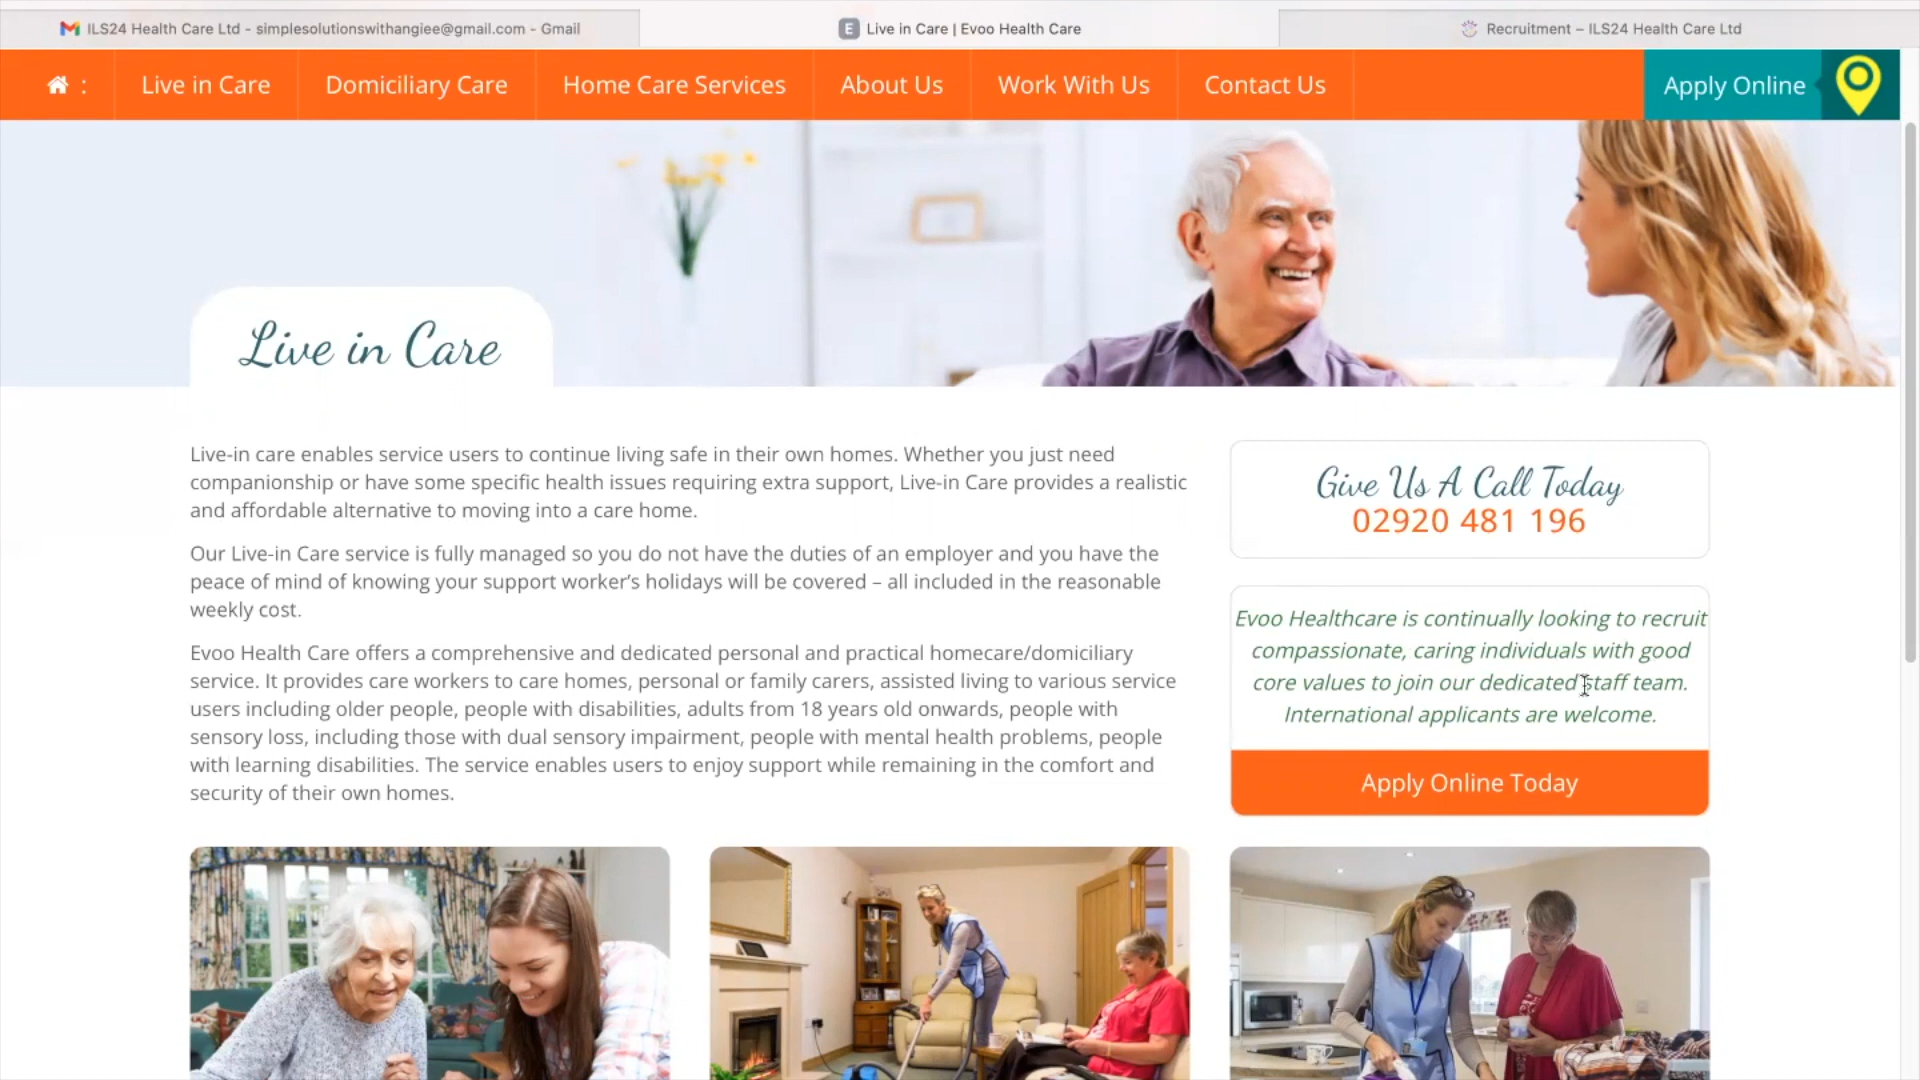 ILS24 Health Care Ltd - simplesolutionswithangiee@gmail.com - Gmail
E Live in Care | Evoo Health Care
Recruitment – ILS24 Health Care Ltd
: Live in Care Domiciliary Care Home Care Services About Us Work With Us Contact Us Apply Online
Live in Care
Live-in care enables service users to continue living safe in their own homes. Whether you just need
companionship or have some specific health issues requiring extra support, Live-in Care provides a realistic
and affordable alternative to moving into a care home.
Our Live-in Care service is fully managed so you do not have the duties of an employer and you have the
peace of mind of knowing your support worker’s holidays will be covered – all included in the reasonable
weekly cost.
Evoo Health Care offers a comprehensive and dedicated personal and practical homecare/domiciliary
service. It provides care workers to care homes, personal or family carers, assisted living to various service
users including older people, people with disabilities, adults from 18 years old onwards, people with
sensory loss, including those with dual sensory impairment, people with mental health problems, people
with learning disabilities. The service enables users to enjoy support while remaining in the comfort and
security of their own homes.
Give Us A Call Today
02920 481 196
Evoo Healthcare is continually looking to recruit
compassionate, caring individuals with good
core values to join our dedicated staff team.
International applicants are welcome.
Apply Online Today